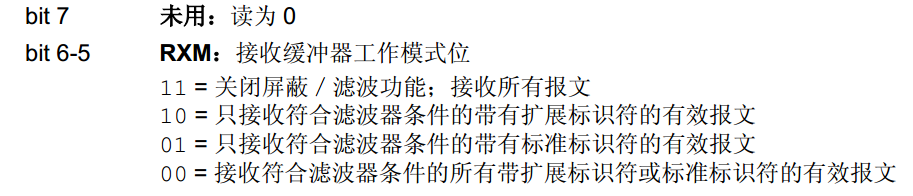 bit 7 未用：读为 0
bit 6-5 RXM：接收缓冲器工作模式位
11 = 关闭屏蔽 / 滤波功能；接收所有报文
10 = 只接收符合滤波器条件的带有扩展标识符的有效报文
01 = 只接收符合滤波器条件的带有标准标识符的有效报文
00 = 接收符合滤波器条件的所有带扩展标识符或标准标识符的有效报文